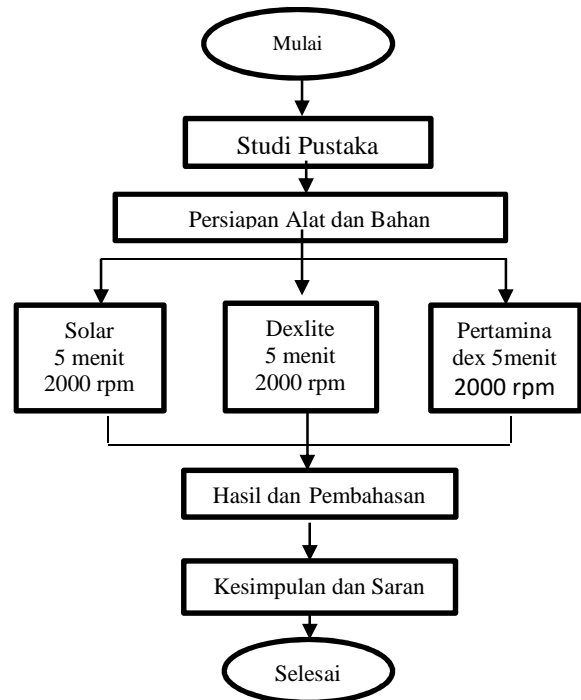 Mulai
Studi Pustaka
Persiapan Alat dan Bahan
Solar
5 menit
2000 rpm
Dexlite
5 menit
2000 rpm
Pertamina
dex 5menit
2000 rpm
Hasil dan Pembahasan
Kesimpulan dan Saran
Selesai